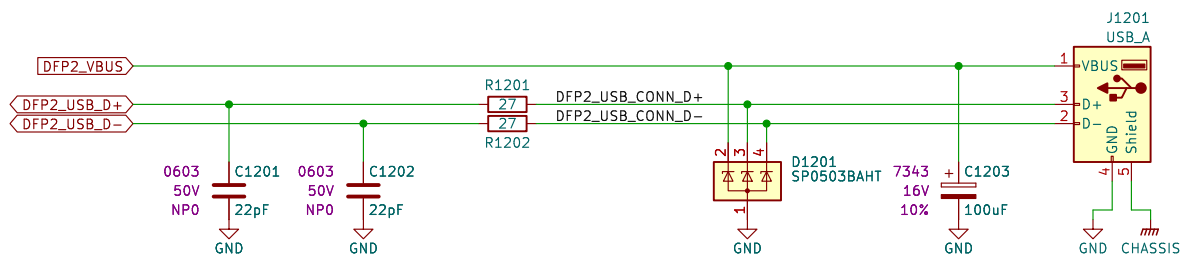 J1201
USB_A
DFP2_VBUS
1
VBUS
R1201
DFP2_USB_D+
27
DFP2_USB_CONN_D+
3
D+
DFP2_USB_D-
27
DFP2_USB_CONN_D-
2
D-
R1202
GND
Shield
2
3
4
D1201
SP0503BAHT
1
GND
0603
50V
NP0
C1201
22pF
GND
0603
50V
NP0
C1202
22pF
GND
7343
16V
10%
+
C1203
100uF
GND
4
5
GND
CHASSIS